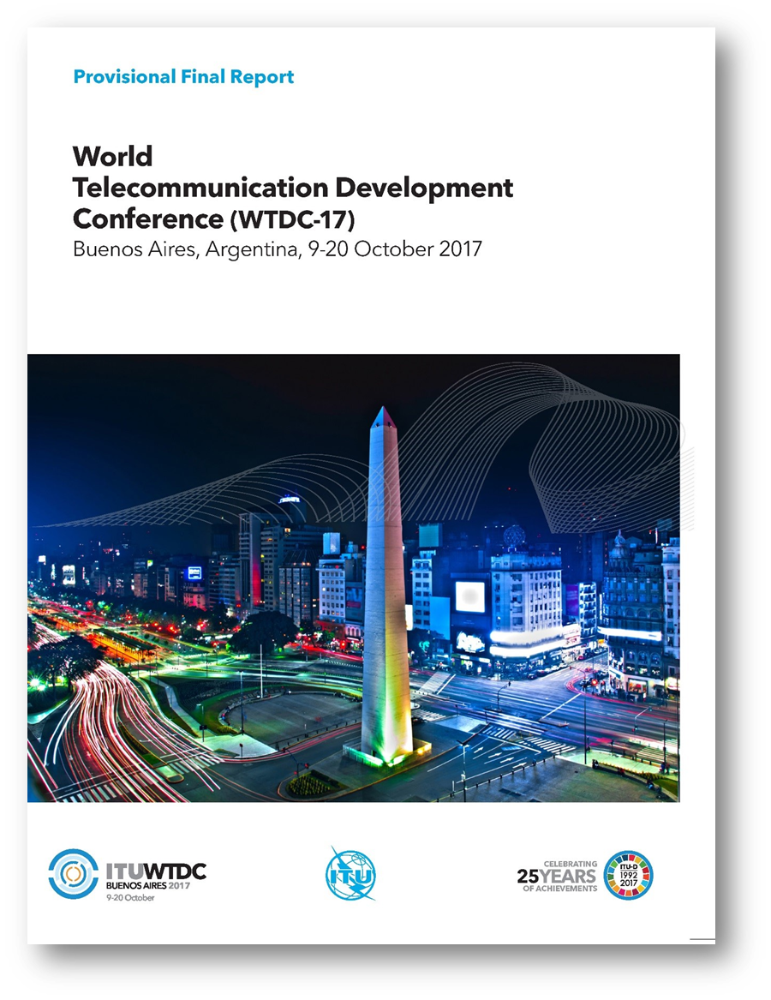 Provisional Final Report
World
Telecommunication Development
Conference (WTDC-17)
Buenos Aires, Argentina, 9-20 October 2017
ITUWTDC
BUENOS AIRES 2017
9-20 October
ITU
CELEBRATING
25YEARS
OF ACHIEVEMENTS
ITU-D
1992
2017